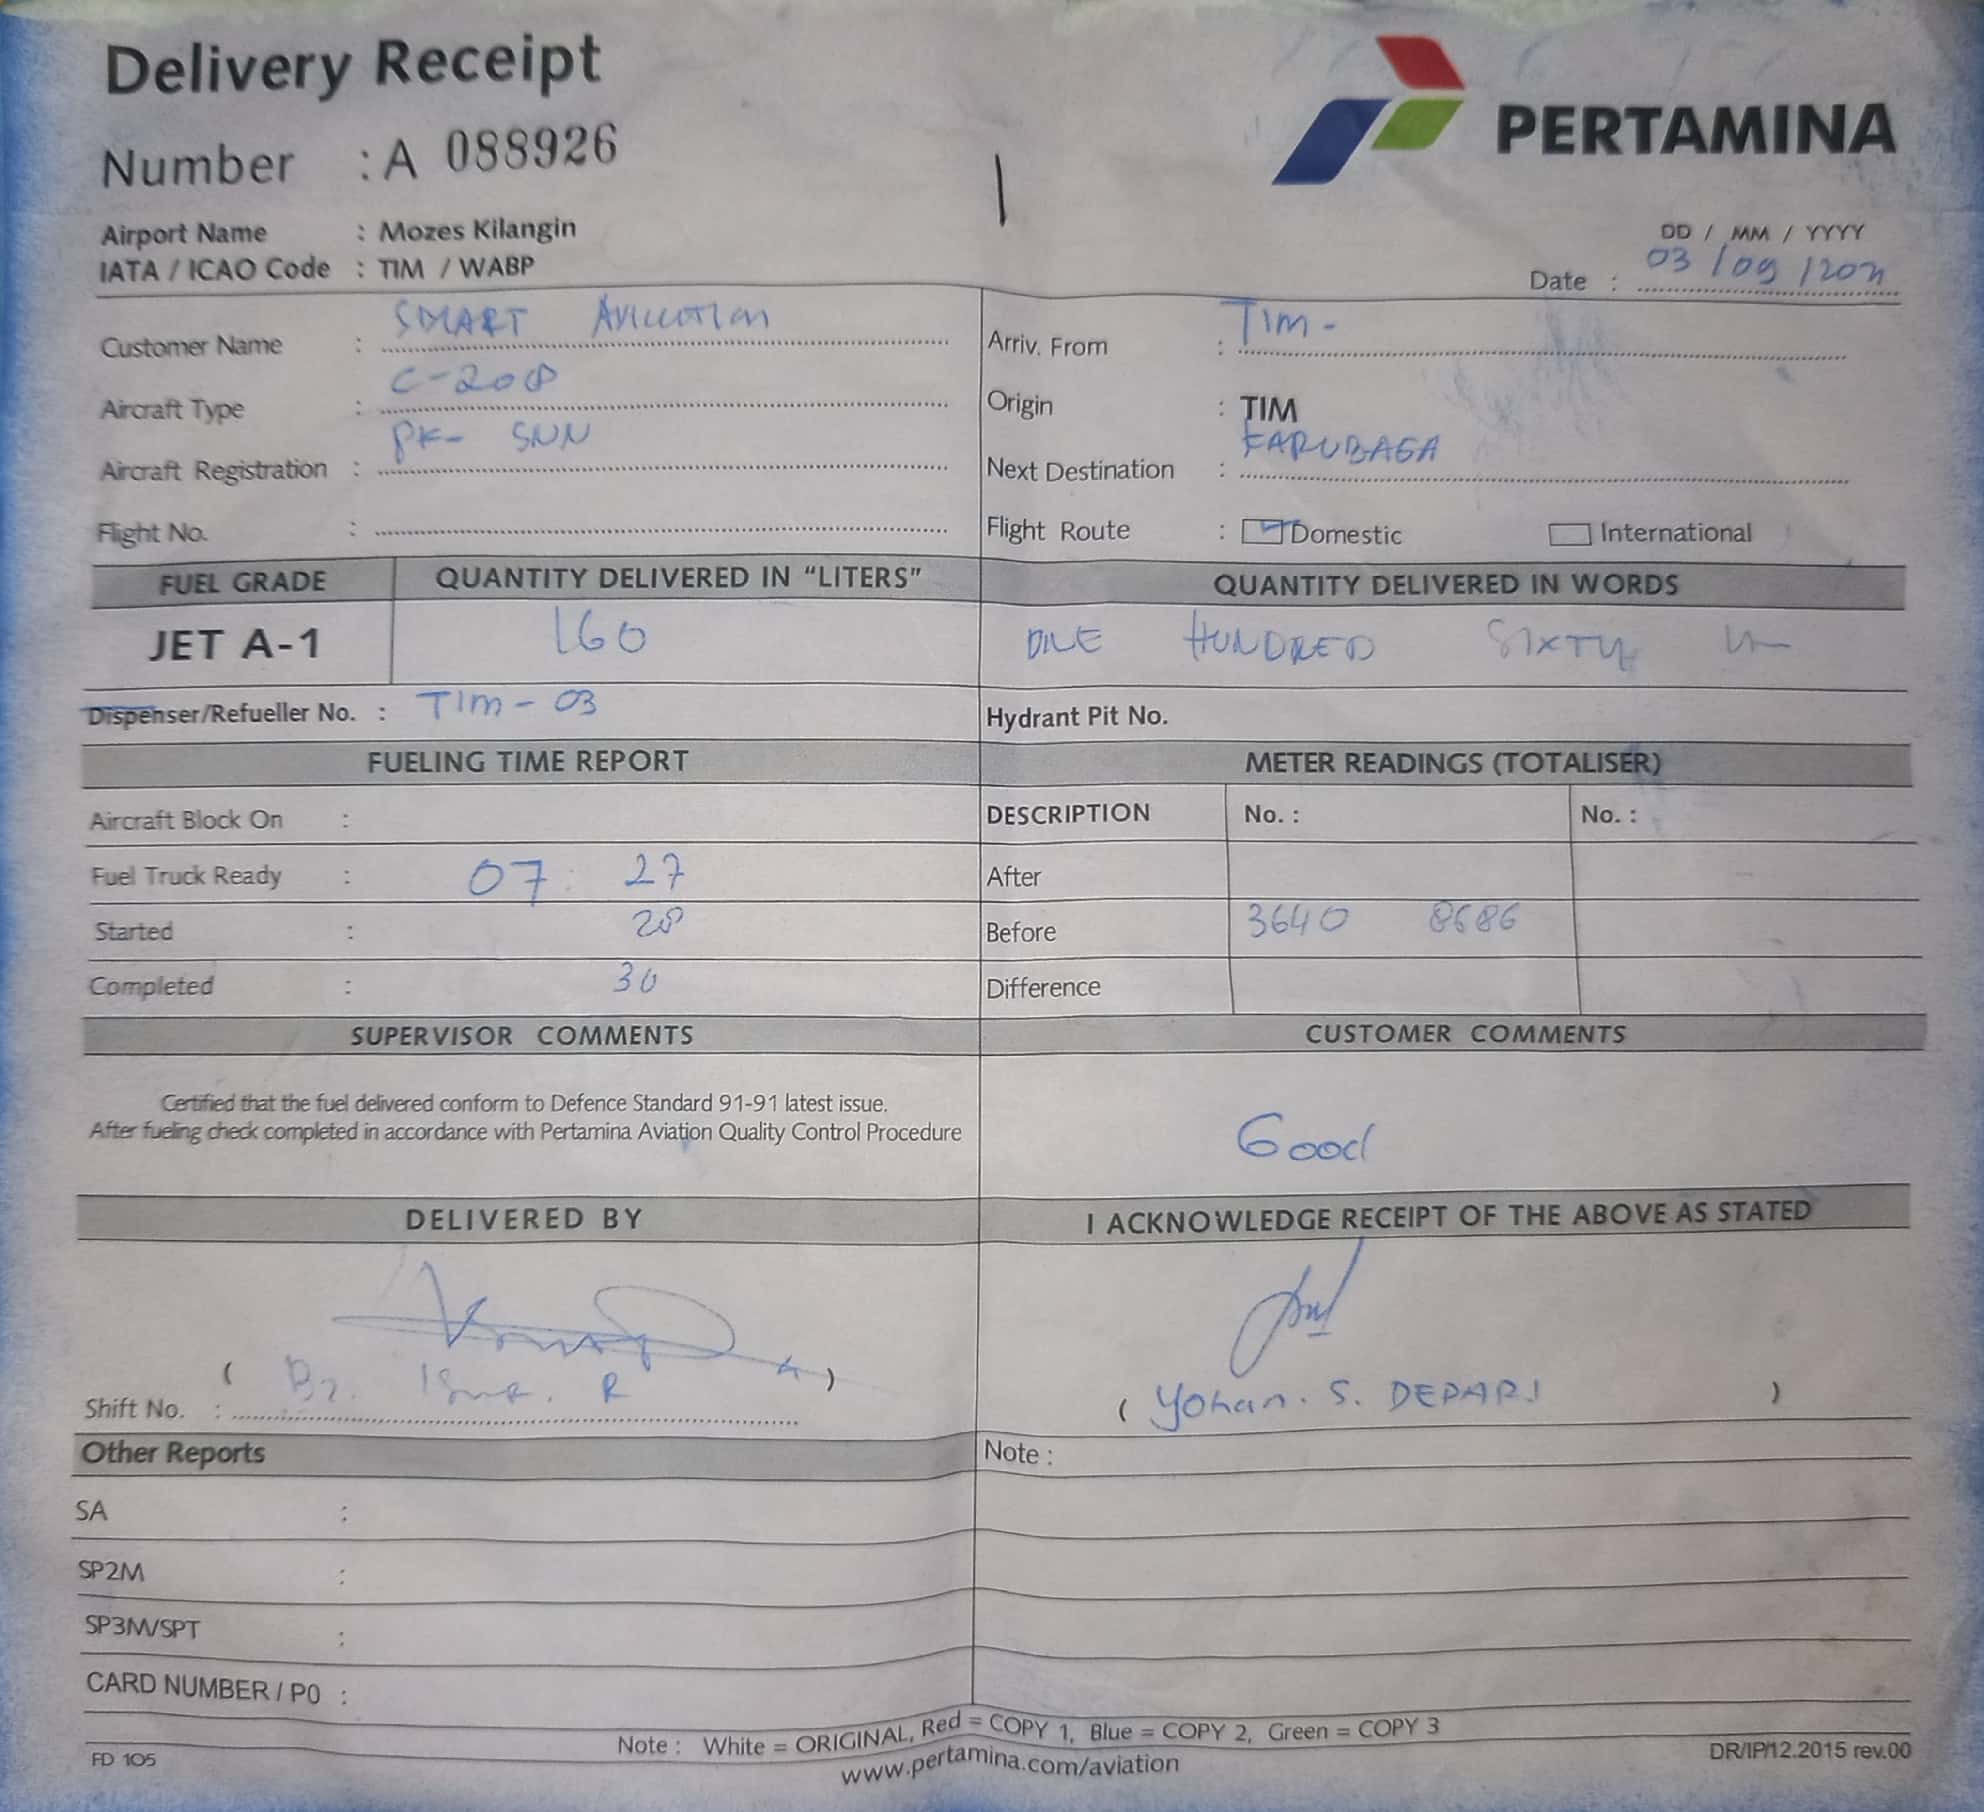 Delivery Receipt
PERTAMINA
Number : A 088926
Airport Name : Mozes Kilangin
IATA / ICAO Code : TIM / WABP
DD / MM / YYYY
Date : 03 / 09 /
Customer Name : SMART Aviation
Arriv. From : TIM -
Aircraft Type : C-208
Origin : TIM
Aircraft Registration : PK- SNN
Next Destination : KARUBAGA
Flight No. :
Flight Route : Domestic International
FUEL GRADE QUANTITY DELIVERED IN “LITERS” QUANTITY DELIVERED IN WORDS
JET A-1 160 ONE HUNDRED SIXTY
Dispenser/Refueller No. : TIM - 03
Hydrant Pit No.
FUELING TIME REPORT METER READINGS (TOTALISER)
Aircraft Block On :
DESCRIPTION No. : No. :
Fuel Truck Ready : 07 : 27
After
Started : 28
Before 3640 8686
Completed : 30
Difference
SUPERVISOR COMMENTS CUSTOMER COMMENTS
Certified that the fuel delivered conform to Defence Standard 91-91 latest issue.
After fueling check completed in accordance with Pertamina Aviation Quality Control Procedure
Good
DELIVERED BY I ACKNOWLEDGE RECEIPT OF THE ABOVE AS STATED
( R )
Shift No. :
( Yohan. S. DEPARI )
Other Reports
Note :
SA :
SP2M :
SP3M/SPT :
CARD NUMBER / P0 :
Note : White = ORIGINAL, Red = COPY 1, Blue = COPY 2, Green = COPY 3
FD 105
www.pertamina.com/aviation
DR/IP/12.2015 rev.00